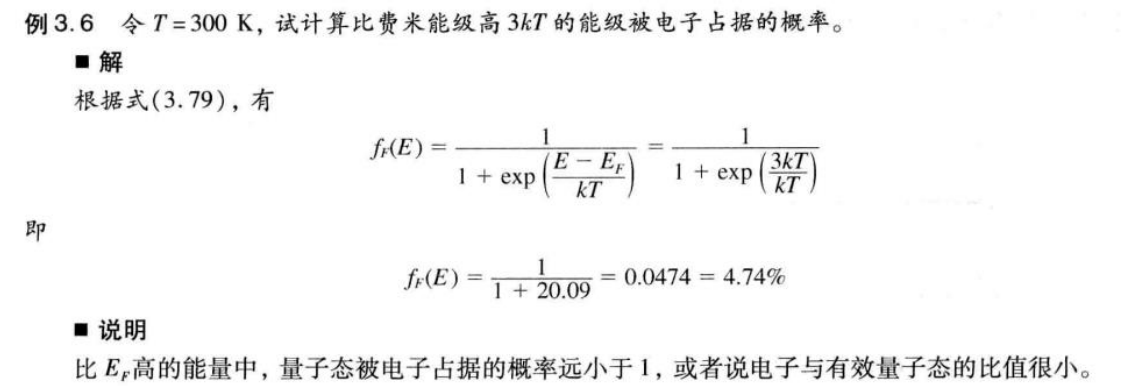 例3.6 令 T=300 K, 试计算比费米能级高 3kT 的能级被电子占据的概率。
■ 解
根据式(3.79), 有
f_F(E) = \frac{1}{1 + \exp\left(\frac{E - E_F}{kT}\right)} = \frac{1}{1 + \exp\left(\frac{3kT}{kT}\right)}
即
f_F(E) = \frac{1}{1 + 20.09} = 0.0474 = 4.74%
■ 说明
比 E_F高的能量中, 量子态被电子占据的概率远小于 1, 或者说电子与有效量子态的比值很小。